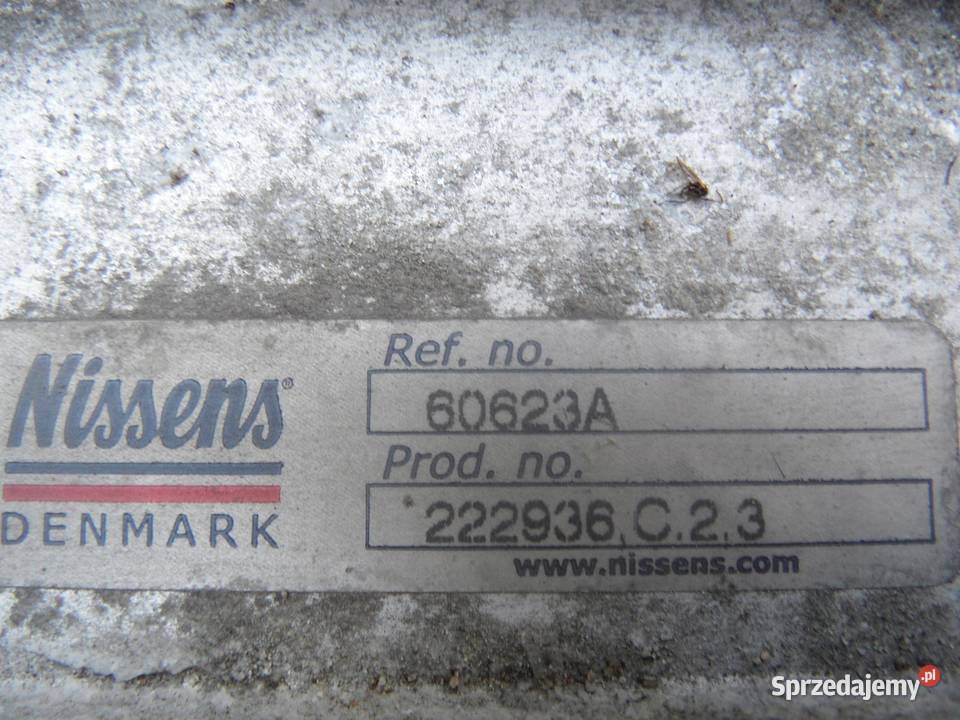 Nissens®
DENMARK
Ref. no.
60623A
Prod. no.
222936.C.2.3
www.nissens.com
Sprzedajemy.pl